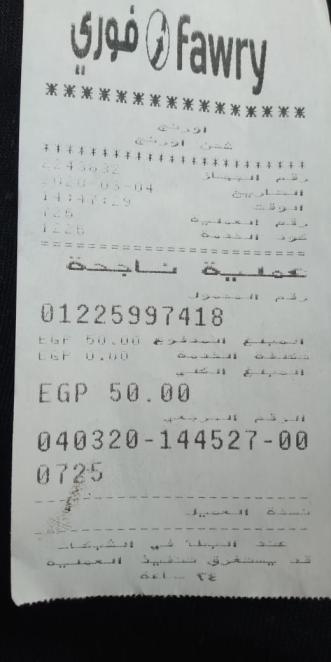 فوري fawry
*****************
اورنج
شحن اورنج
*********************
رقم الجهاز 2243632
التاريخ 2020-03-04
الوقت 14:47:29
رقم العملية 726
كود الخدمة 1226
====================
عملية ناجحة
رقم المحمول
01225997418
المبلغ المدفوع EGP 50.00
تكلفة الخدمة EGP 0.00
المبلغ الكلي
EGP 50.00
الرقم المرجعي
040320-144527-00
0725
--------------------
نسخة العميل
--------------------
عند البطء في الشبكات
قد يستغرق تنفيذ العملية
٢٤ ساعة